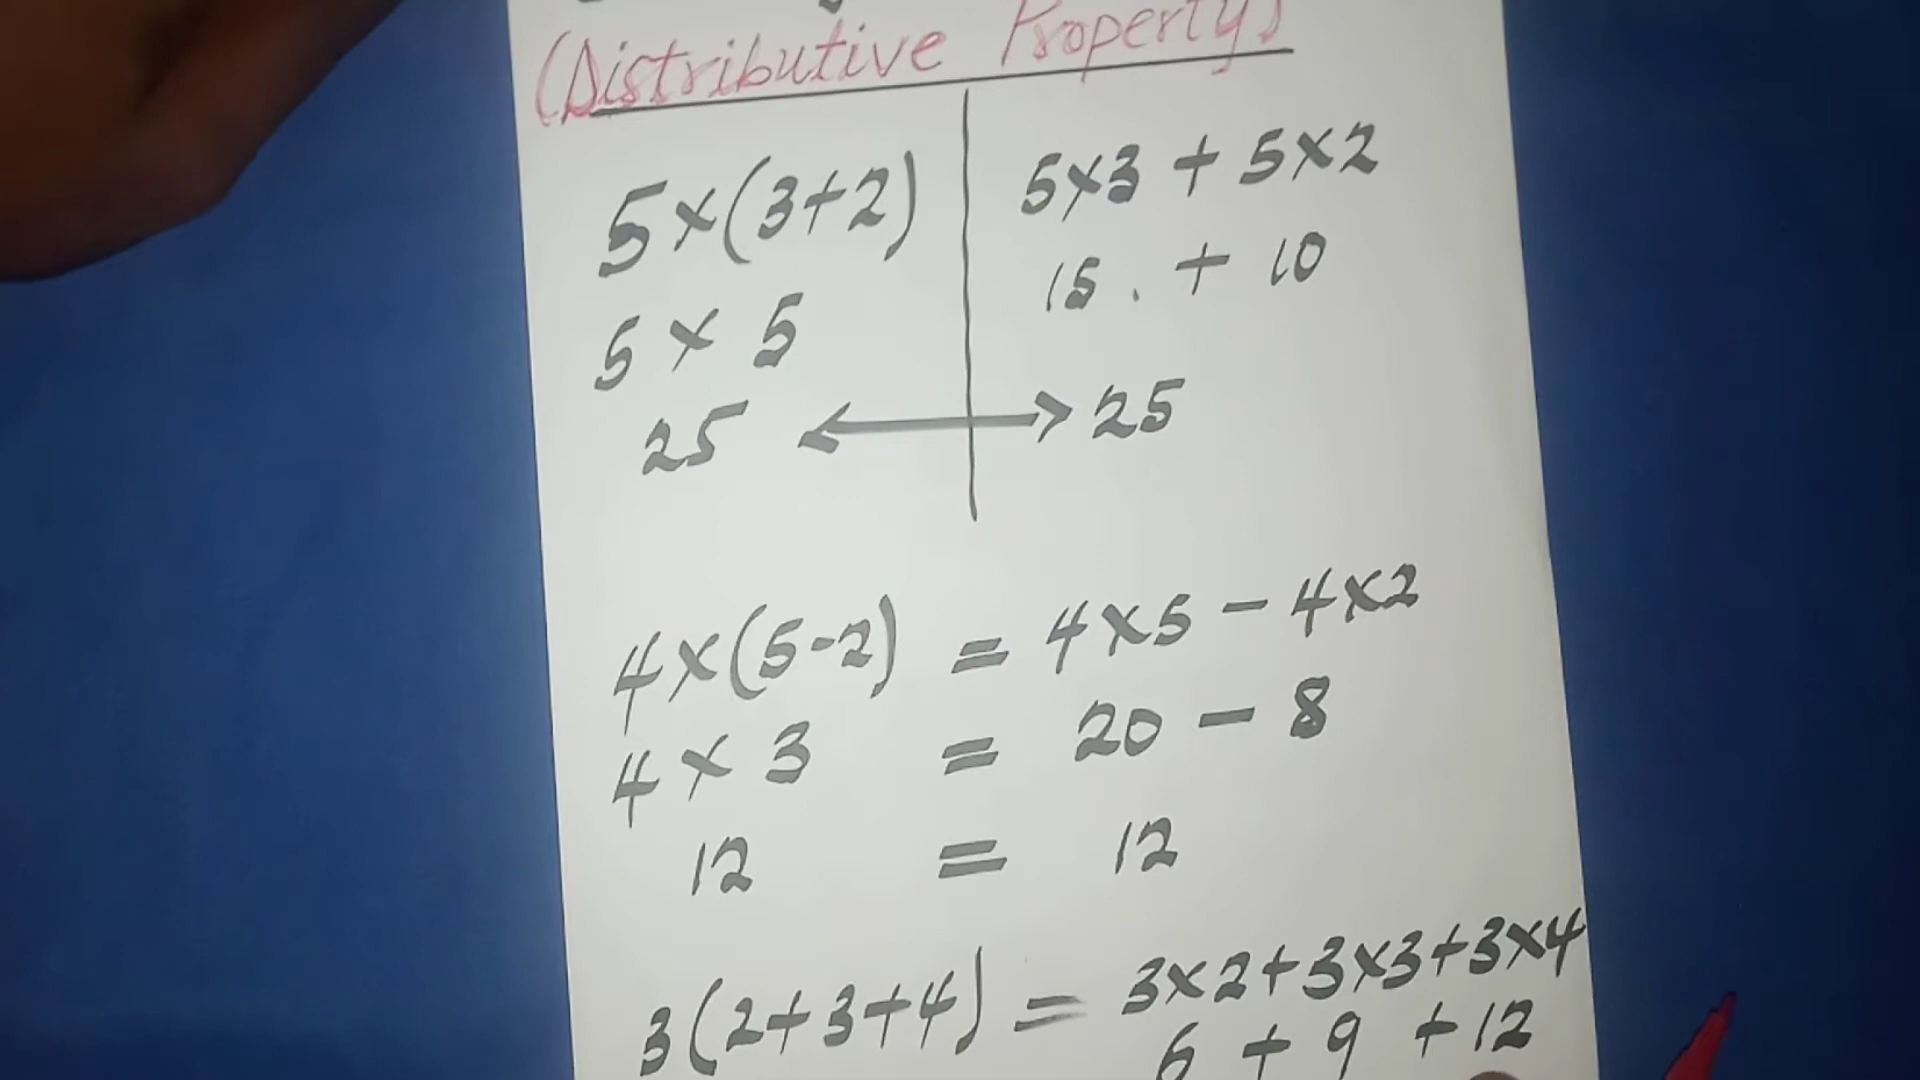 (Distributive Property)
5×(3+2) 5×3 + 5×2
5 × 5 15 . + 10
25 ↔ 25
4×(5-2) = 4×5 - 4×2
4 × 3 = 20 - 8
12 = 12
3(2+3+4) = 3×2+3×3+3×4
6 + 9 +12